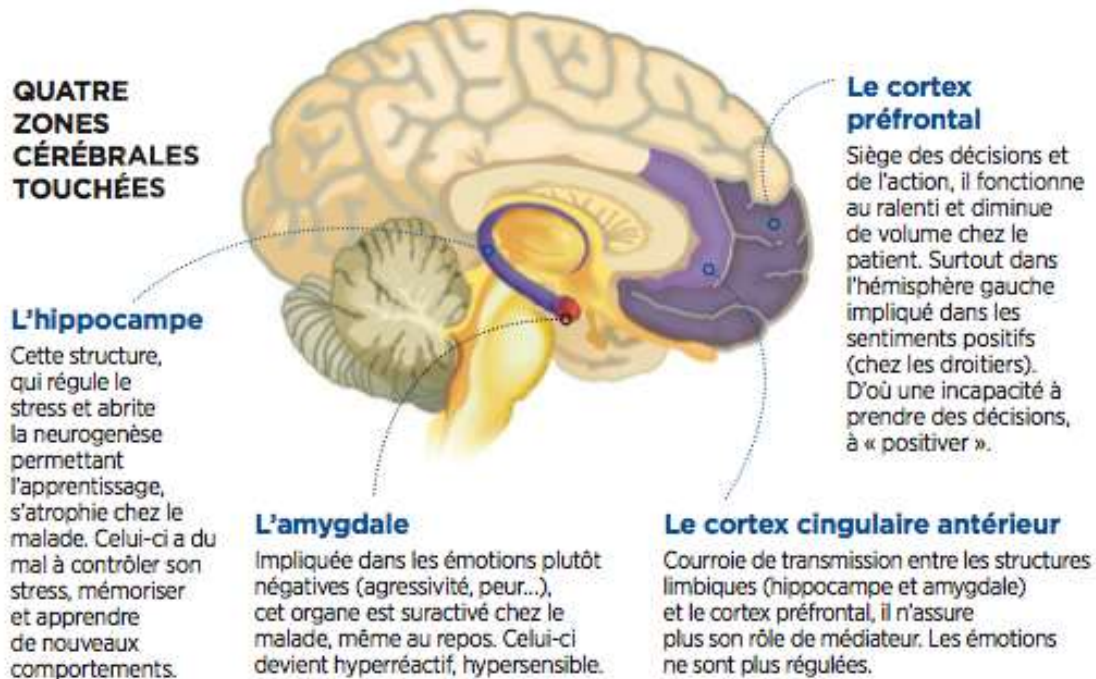 QUATRE
ZONES
CÉRÉBRALES
TOUCHÉES
Le cortex
préfrontal
Siège des décisions et
de l'action, il fonctionne
au ralenti et diminue
de volume chez le
patient. Surtout dans
l'hémisphère gauche
impliqué dans les
sentiments positifs
(chez les droitiers).
D'où une incapacité à
prendre des décisions,
à « positiver ».
L'hippocampe
Cette structure,
qui régule le
stress et abrite
la neurogenèse
permettant
l'apprentissage,
s'atrophie chez le
malade. Celui-ci a du
mal à contrôler son
stress, mémoriser
et apprendre
de nouveaux
comportements.
L'amygdale
Impliquée dans les émotions plutôt
négatives (agressivité, peur...),
cet organe est suractivé chez le
malade, même au repos. Celui-ci
devient hyperréactif, hypersensible.
Le cortex cingulaire antérieur
Courroie de transmission entre les structures
limbiques (hippocampe et amygdale)
et le cortex préfrontal, il n'assure
plus son rôle de médiateur. Les émotions
ne sont plus régulées.